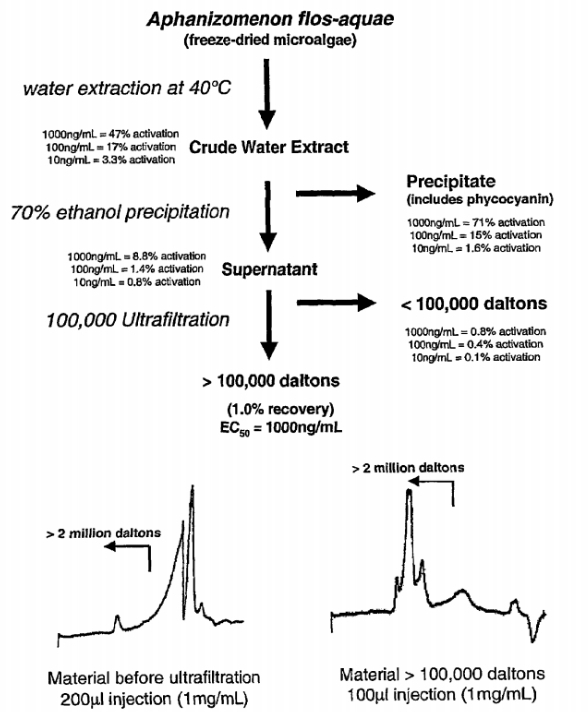 Aphanizomenon flos-aquae
(freeze-dried microalgae)
water extraction at 40°C
1000ng/mL = 47% activation
100ng/mL = 17% activation
10ng/mL = 3.3% activation
Crude Water Extract
Precipitate
(includes phycocyanin)
1000ng/mL = 71% activation
100ng/mL = 15% activation
10ng/mL = 1.6% activation
70% ethanol precipitation
1000ng/mL = 8.8% activation
100ng/mL = 1.4% activation
10ng/mL = 0.8% activation
Supernatant
100,000 Ultrafiltration
< 100,000 daltons
1000ng/mL = 0.8% activation
100ng/mL = 0.4% activation
10ng/mL = 0.1% activation
> 100,000 daltons
(1.0% recovery)
EC50 = 1000ng/mL
> 2 million daltons
> 2 million daltons
Material before ultrafiltration
200µl injection (1mg/mL)
Material > 100,000 daltons
100µl injection (1mg/mL)